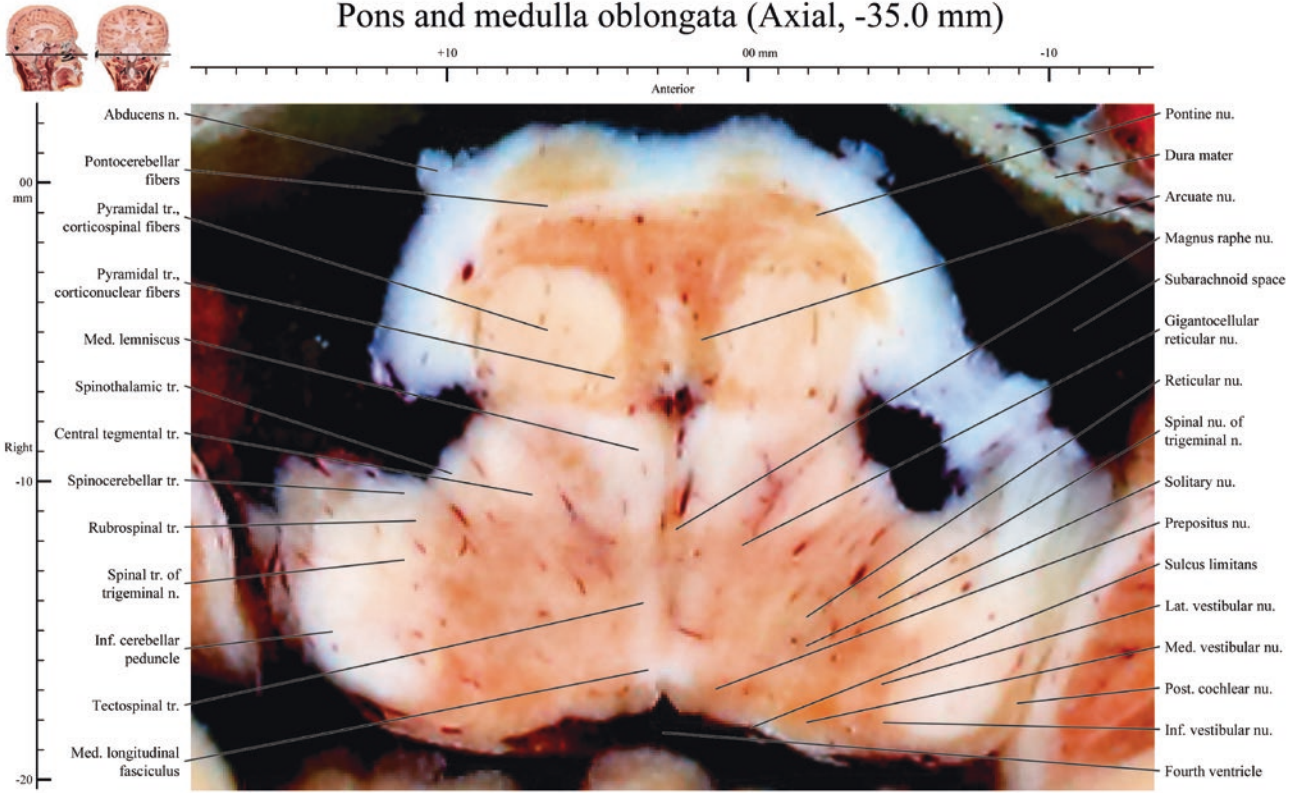 Pons and medulla oblongata (Axial, -35.0 mm)
+10
00 mm
-10
Anterior
Abducens n.
Pontocerebellar
fibers
00
mm
Pyramidal tr.,
corticospinal fibers
Pyramidal tr.,
corticonuclear fibers
Med. lemniscus
Spinothalamic tr.
Central tegmental tr.
Right
-10
Spinocerebellar tr.
Rubrospinal tr.
Spinal tr. of
trigeminal n.
Inf. cerebellar
peduncle
Tectospinal tr.
Med. longitudinal
fasciculus
-20
Pontine nu.
Dura mater
Arcuate nu.
Magnus raphe nu.
Subarachnoid space
Gigantocellular
reticular nu.
Reticular nu.
Spinal nu. of
trigeminal n.
Solitary nu.
Prepositus nu.
Sulcus limitans
Lat. vestibular nu.
Med. vestibular nu.
Post. cochlear nu.
Inf. vestibular nu.
Fourth ventricle